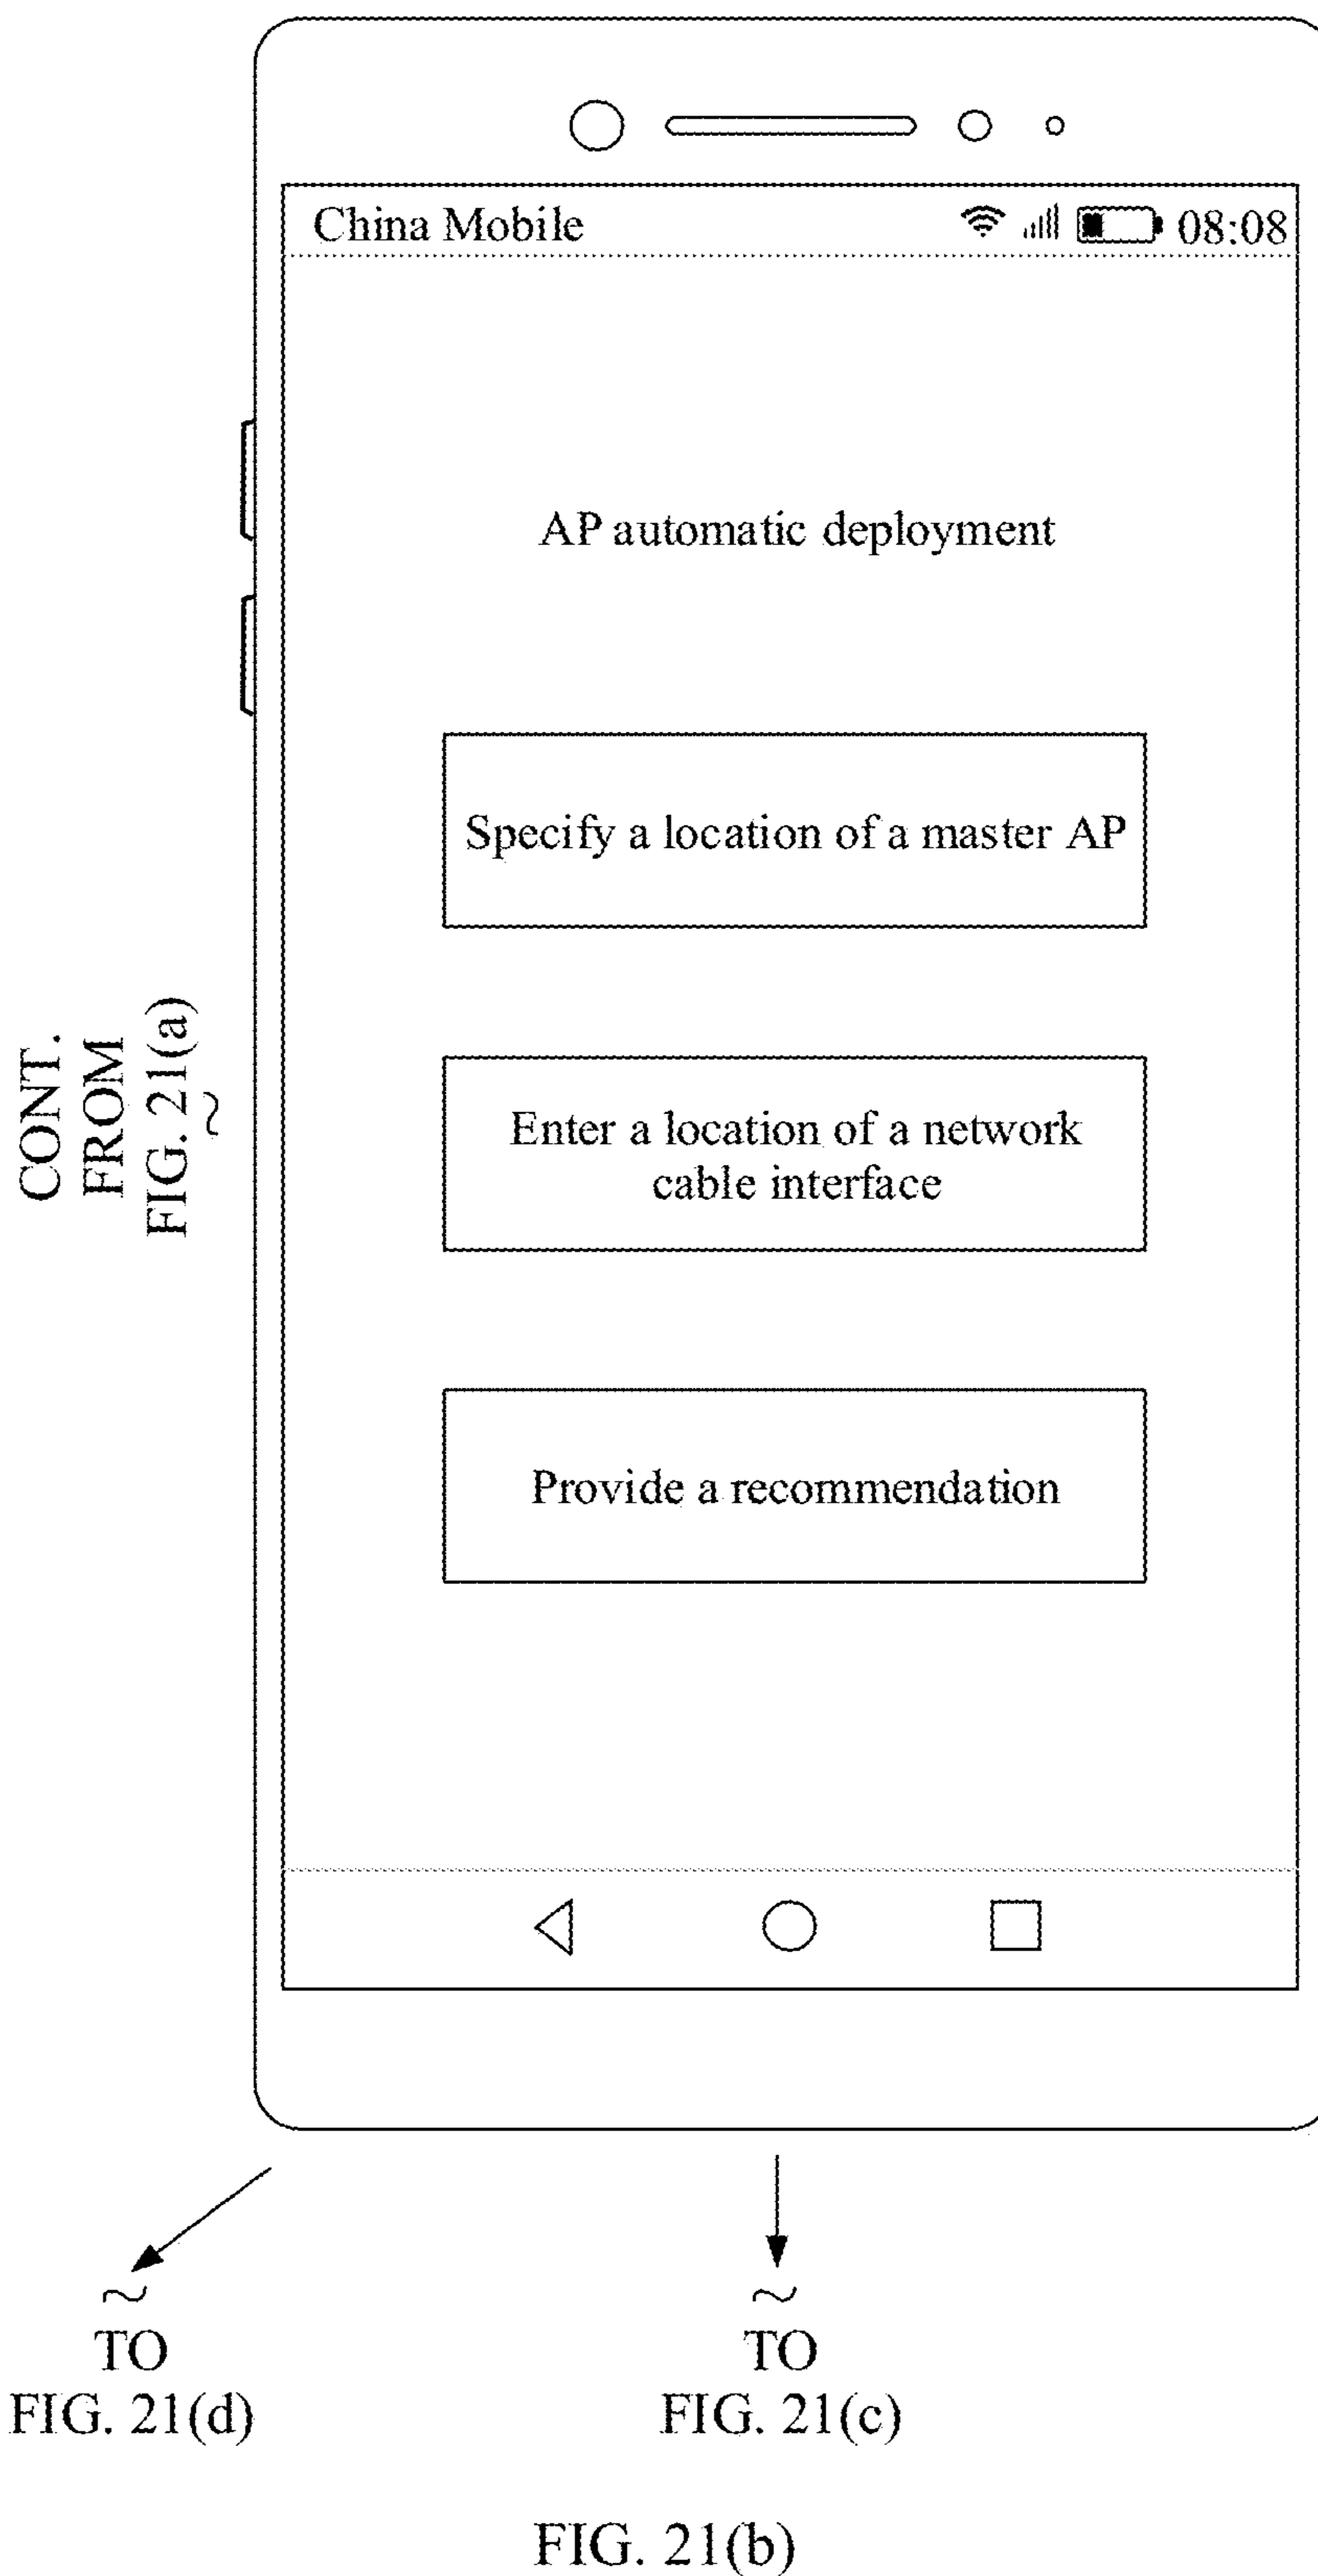 China Mobile 08:08
AP automatic deployment
Specify a location of a master AP
Enter a location of a network
cable interface
Provide a recommendation
CONT.
FROM
FIG. 21(a)
~
~
TO
FIG. 21(d)
~
TO
FIG. 21(c)
FIG. 21(b)